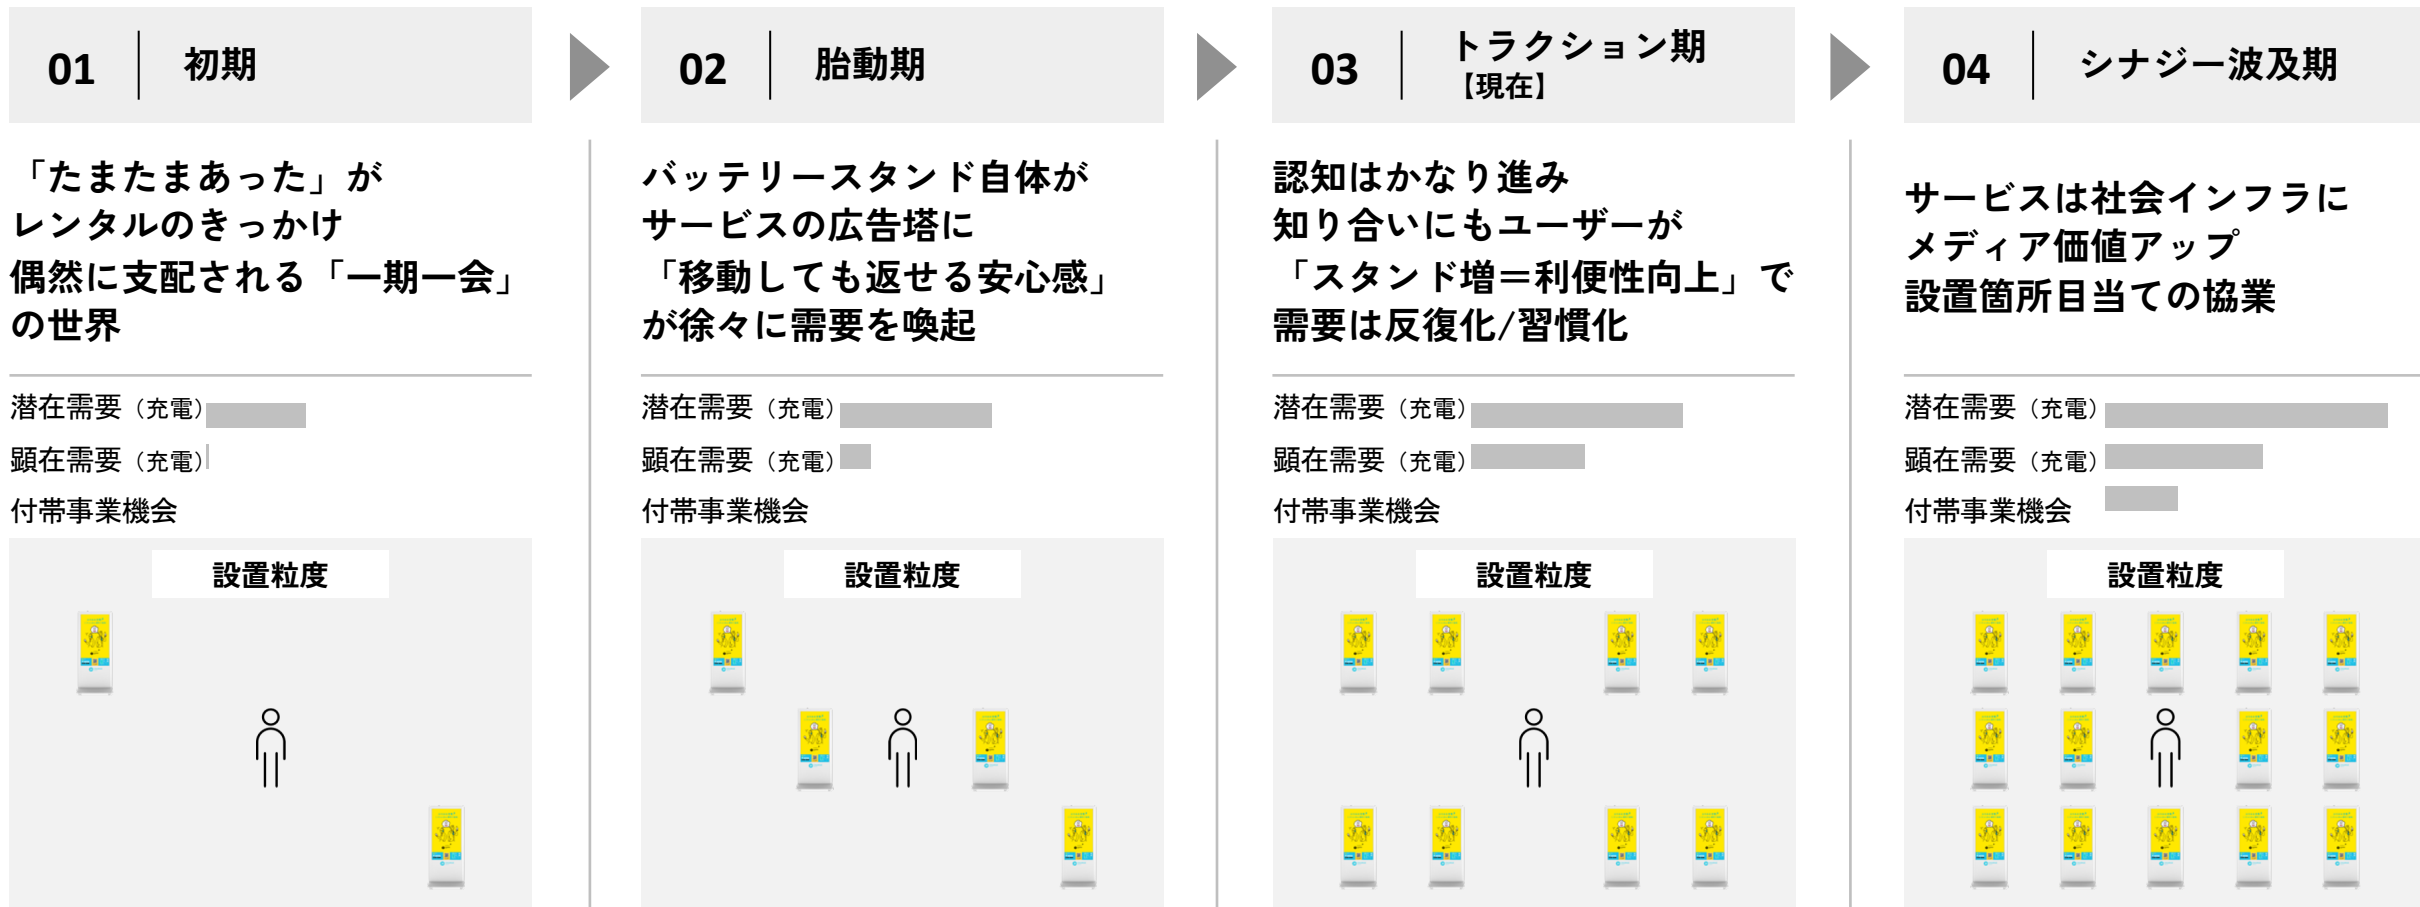 01
初期
「たまたまあった」が
レンタルのきっかけ
偶然に支配される「一期一会」
の世界
潜在需要（充電）
顕在需要（充電）
付帯事業機会
設置粒度
02
胎動期
バッテリースタンド自体が
サービスの広告塔に
「移動しても返せる安心感」
が徐々に需要を喚起
潜在需要（充電）
顕在需要（充電）
付帯事業機会
設置粒度
03
トラクション期
【現在】
認知はかなり進み
知り合いにもユーザーが
「スタンド増＝利便性向上」で
需要は反復化/習慣化
潜在需要（充電）
顕在需要（充電）
付帯事業機会
設置粒度
04
シナジー波及期
サービスは社会インフラに
メディア価値アップ
設置箇所目当ての協業
潜在需要（充電）
顕在需要（充電）
付帯事業機会
設置粒度